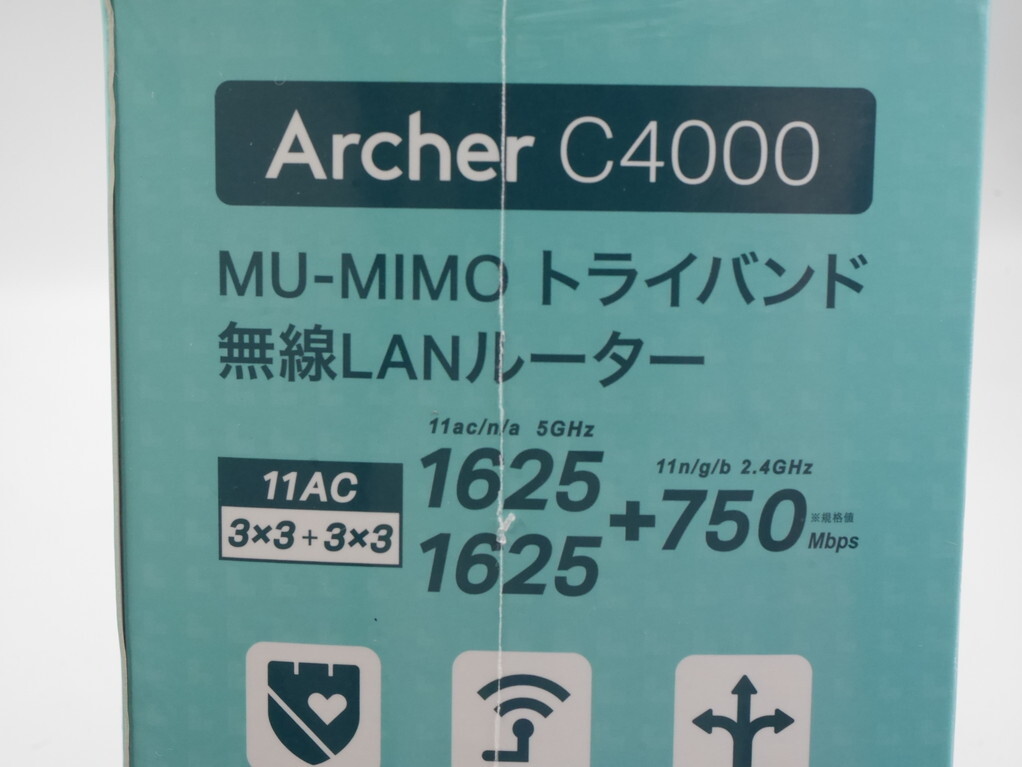 Archer C4000
MU-MIMO トライバンド
無線LANルーター
11ac/n/a 5GHz
1625
11AC
3×3+3×3
1625
11n/g/b 2.4GHz
+750
※規格値
Mbps